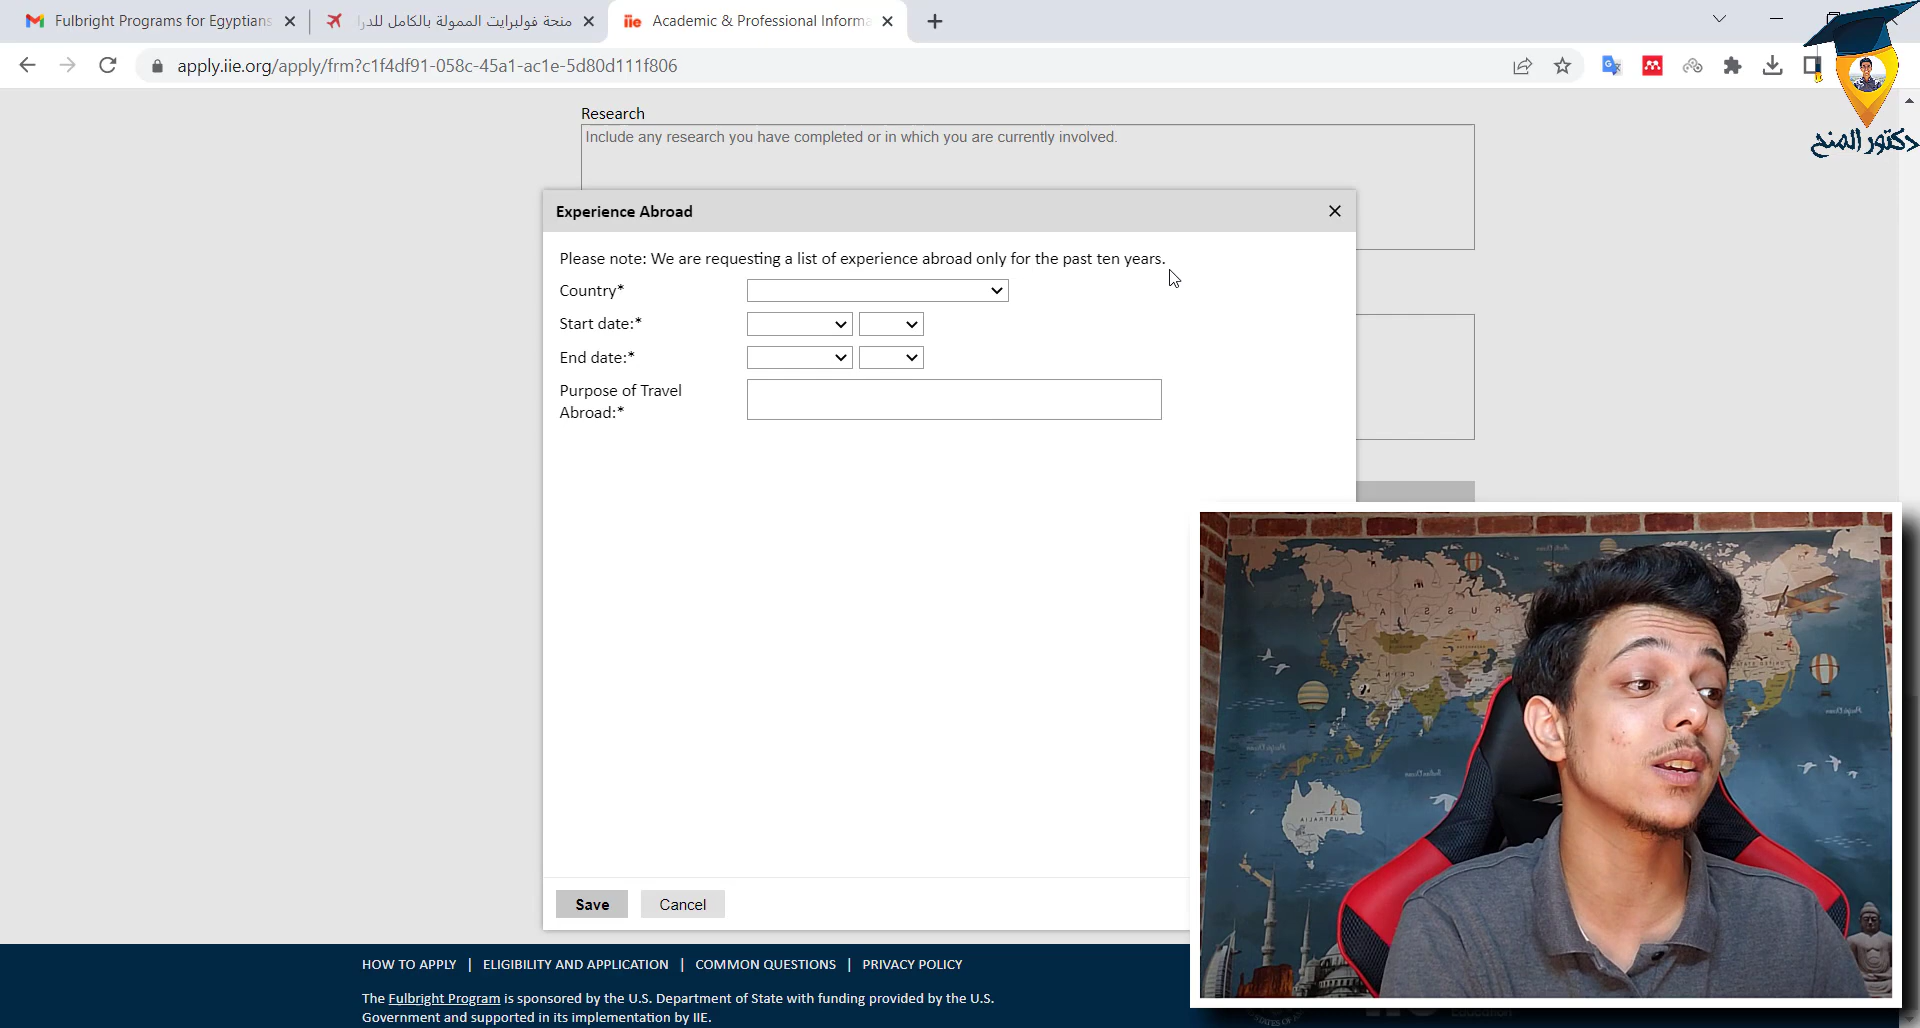 Fulbright Programs for Egyptians
منحة فولبرايت الممولة بالكامل للدرا
iie Academic & Professional Informa
apply.iie.org/apply/frm?c1f4df91-058c-45a1-ac1e-5d80d111f806
دكتور المنح
Research
Include any research you have completed or in which you are currently involved.
Experience Abroad
Please note: We are requesting a list of experience abroad only for the past ten years.
Country*
Start date:*
End date:*
Purpose of Travel
Abroad:*
Save
Cancel
HOW TO APPLY | ELIGIBILITY AND APPLICATION | COMMON QUESTIONS | PRIVACY POLICY
The Fulbright Program is sponsored by the U.S. Department of State with funding provided by the U.S.
Government and supported in its implementation by IIE.
RUSSIA
CHINA
AUSTRALIA